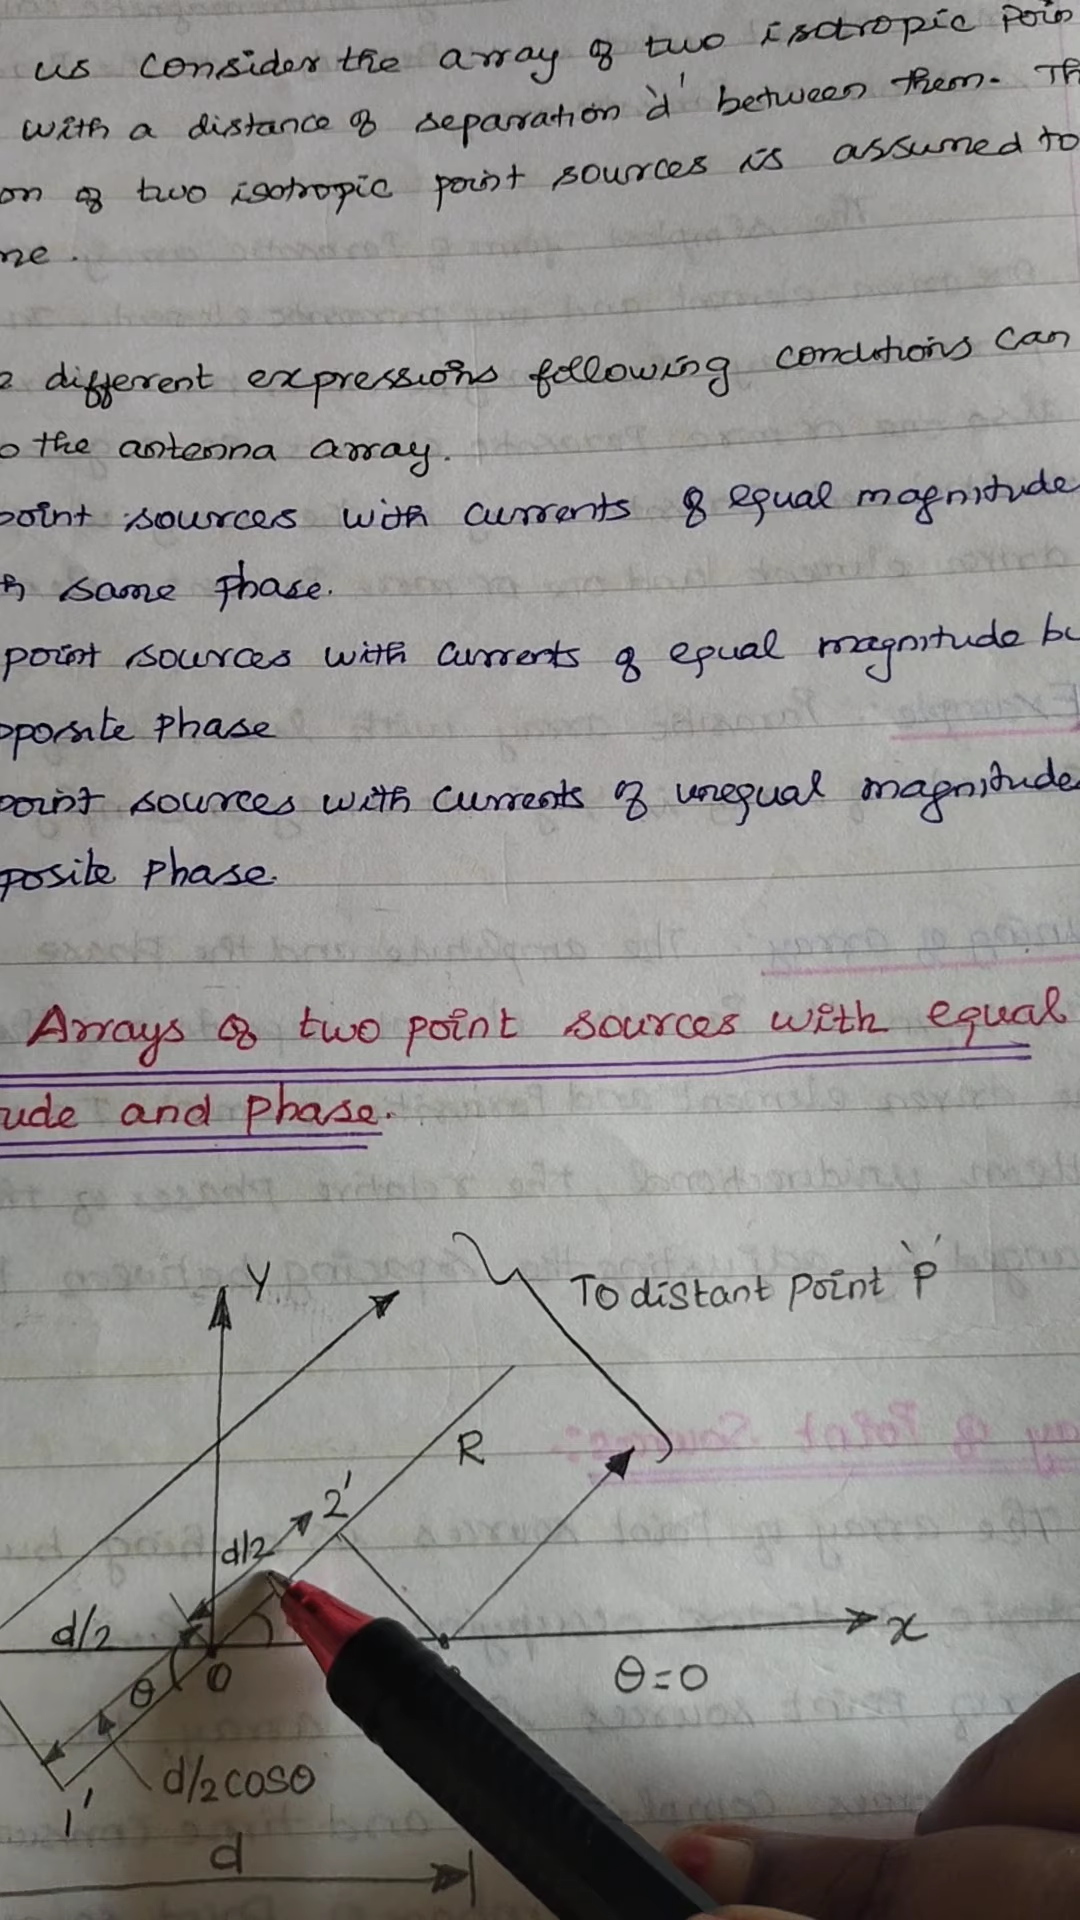 us consider the array of two isotropic poin
with a distance of separation 'd' between them. Th
on of two isotropic point sources is assumed to
me.
different expressions following conditions can
o the antenna array.
point sources with currents of equal magnitude
th same phase.
point sources with currents of equal magnitude bu
pposite phase
point sources with currents of unequal magnitude
posite phase.
Arrays of two point sources with equal
ude and phase.
Y
To distant point 'P'
R
2'
d/2
d/2
x
θ
O
θ=0
d/2 cosθ
1'
d